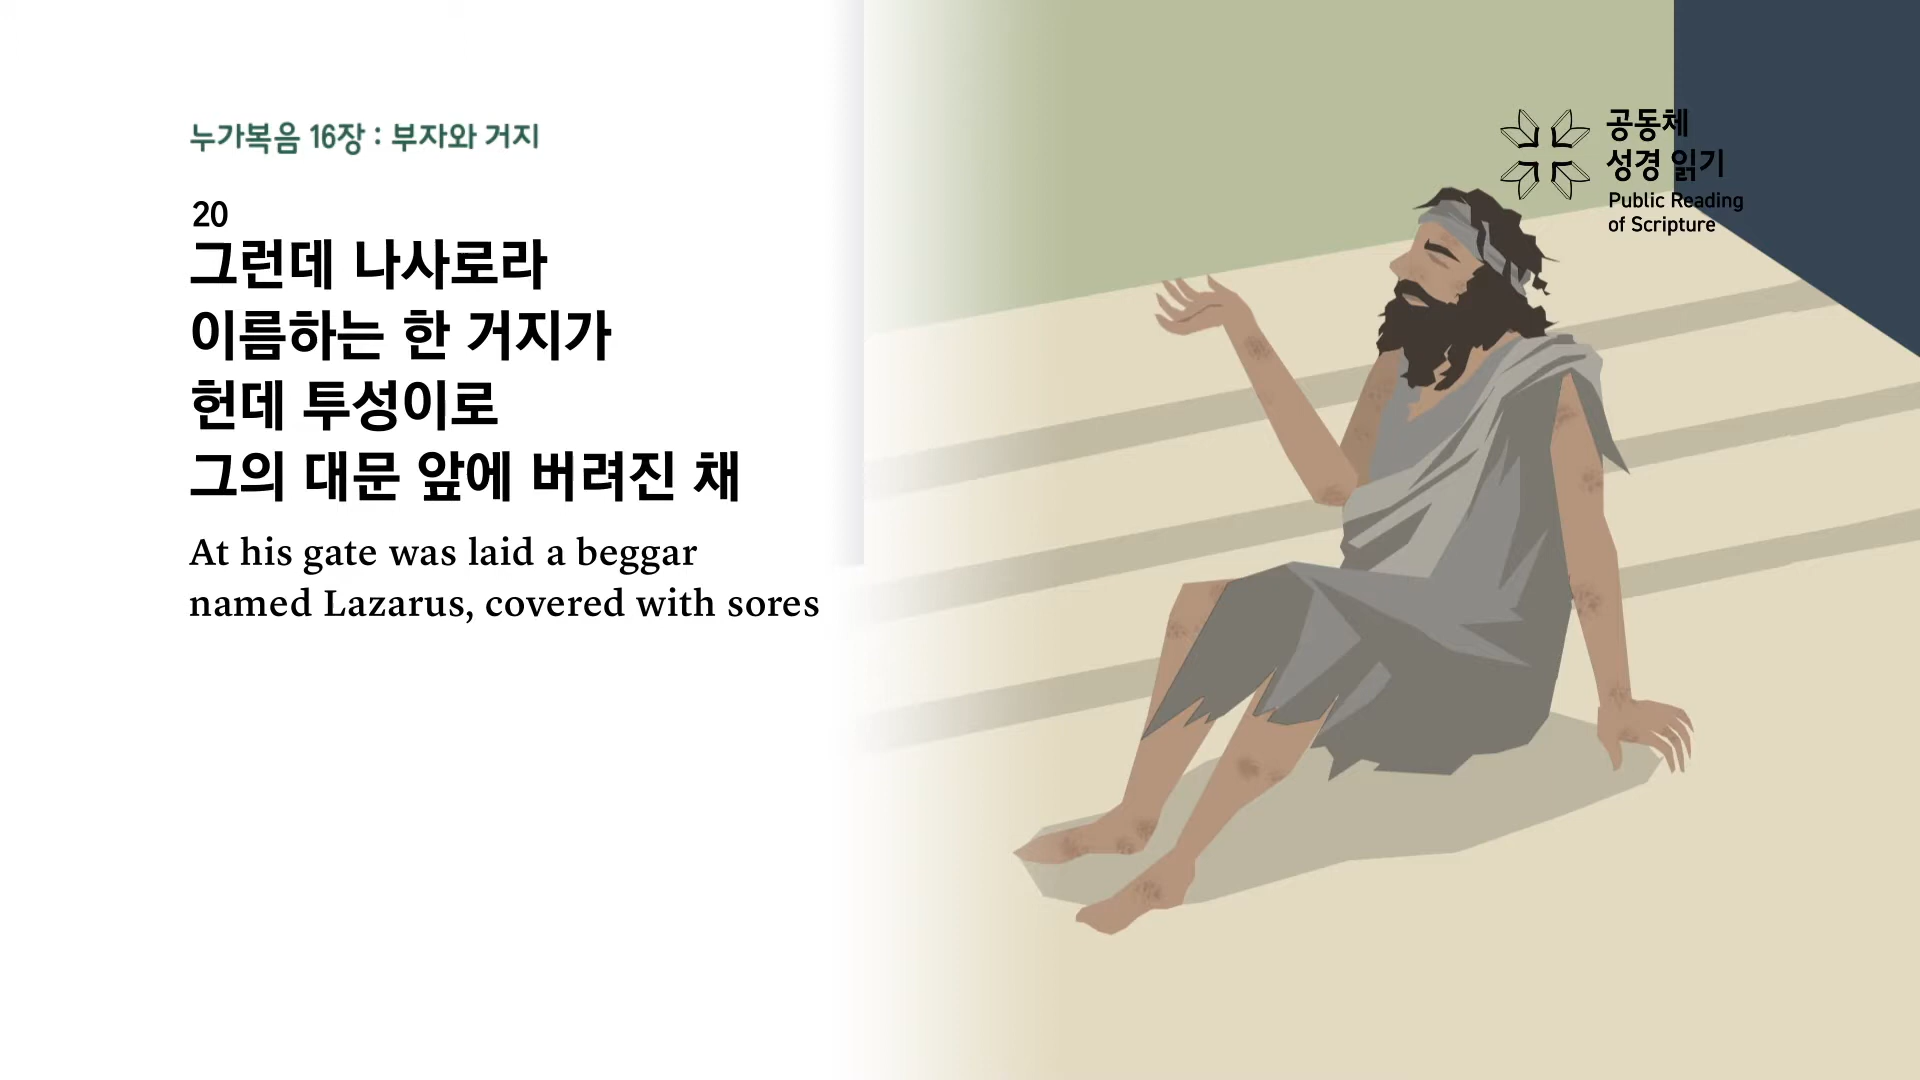 누가복음 16장 : 부자와 거지
20
그런데 나사로라
이름하는 한 거지가
헌데 투성이로
그의 대문 앞에 버려진 채
At his gate was laid a beggar
named Lazarus, covered with sores
공동체
성경 읽기
Public Reading
of Scripture